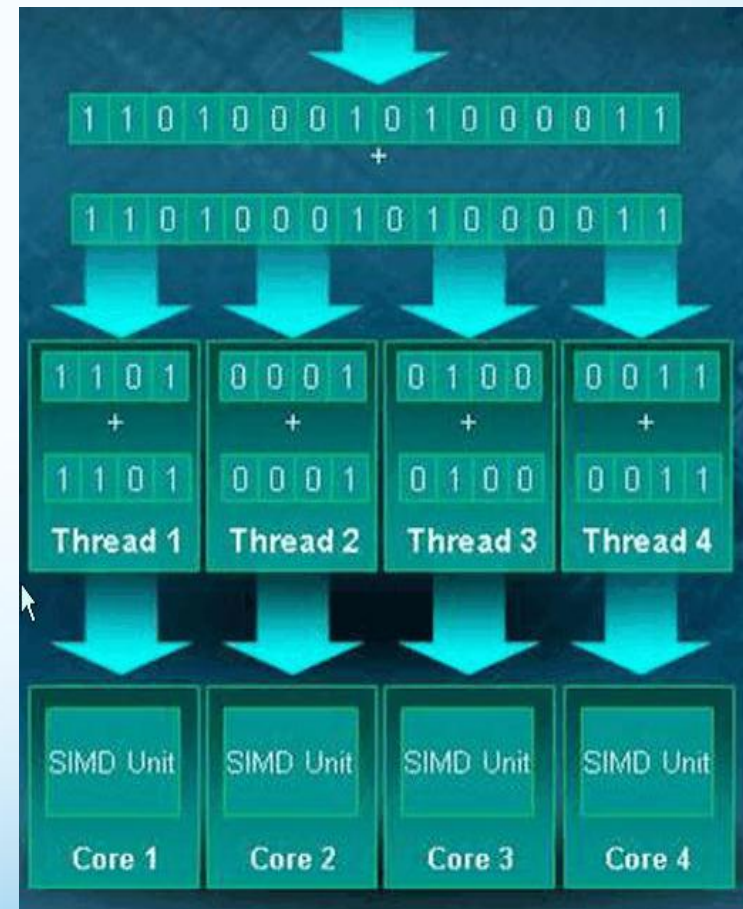 1 1 0 1 0 0 0 1 0 1 0 0 0 0 1 1
+
1 1 0 1 0 0 0 1 0 1 0 0 0 0 1 1
1 1 0 1 0 0 0 1 0 1 0 0 0 0 1 1
+ + + +
1 1 0 1 0 0 0 1 0 1 0 0 0 0 1 1
Thread 1 Thread 2 Thread 3 Thread 4
SIMD Unit SIMD Unit SIMD Unit SIMD Unit
Core 1 Core 2 Core 3 Core 4